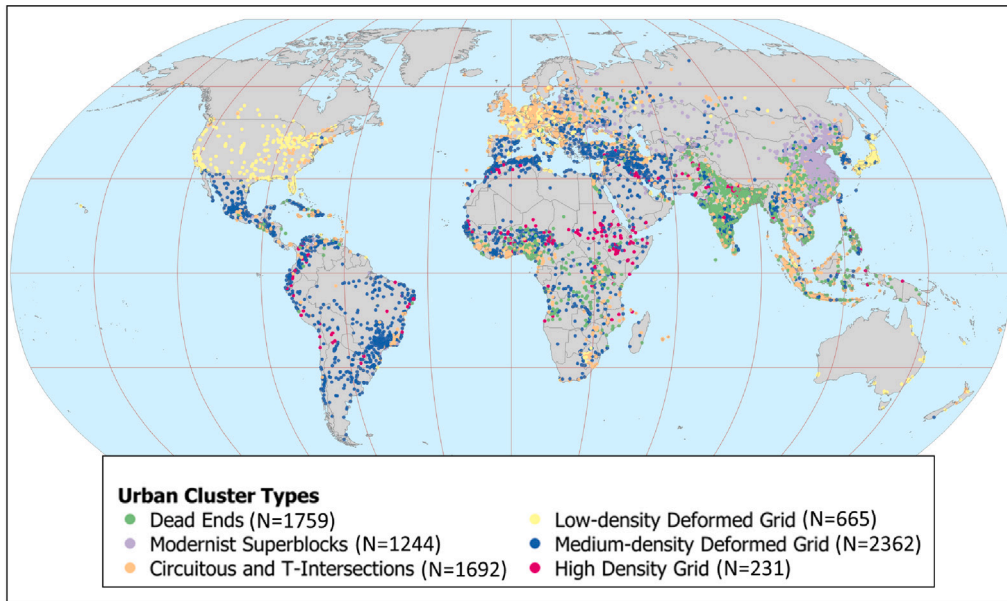 Urban Cluster Types
Dead Ends (N=1759)
Modernist Superblocks (N=1244)
Circuitous and T-Intersections (N=1692)
Low-density Deformed Grid (N=665)
Medium-density Deformed Grid (N=2362)
High Density Grid (N=231)